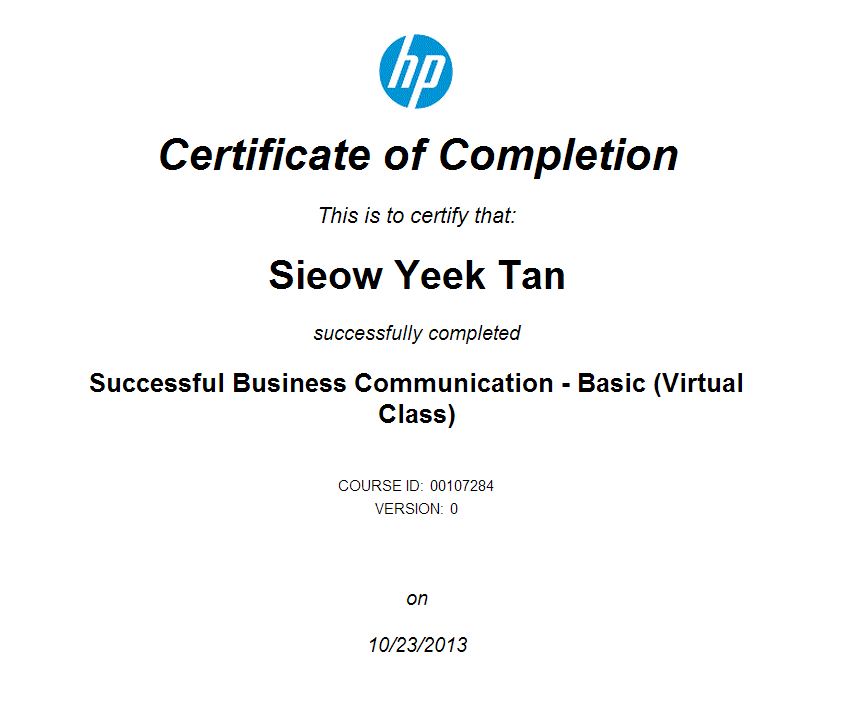 hp
Certificate of Completion
This is to certify that:
Sieow Yeek Tan
successfully completed
Successful Business Communication - Basic (Virtual
Class)
COURSE ID: 00107284
VERSION: 0
on
10/23/2013